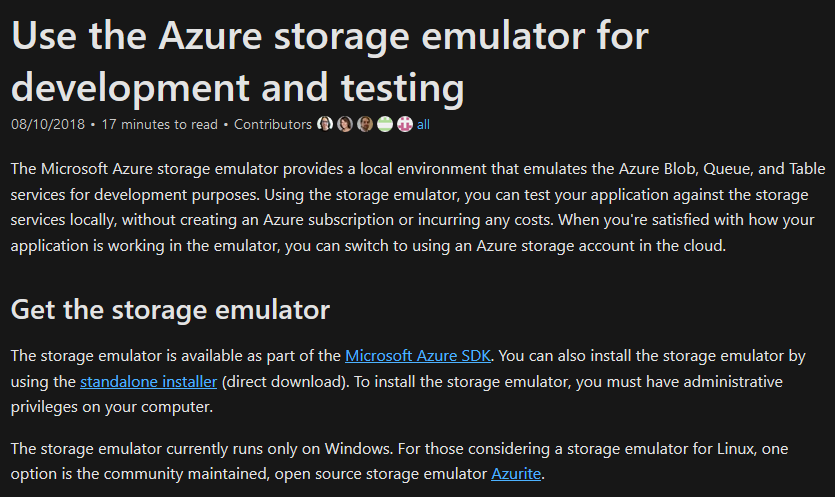 Use the Azure storage emulator for
development and testing
08/10/2018 • 17 minutes to read • Contributors all
The Microsoft Azure storage emulator provides a local environment that emulates the Azure Blob, Queue, and Table
services for development purposes. Using the storage emulator, you can test your application against the storage
services locally, without creating an Azure subscription or incurring any costs. When you're satisfied with how your
application is working in the emulator, you can switch to using an Azure storage account in the cloud.
Get the storage emulator
The storage emulator is available as part of the Microsoft Azure SDK. You can also install the storage emulator by
using the standalone installer (direct download). To install the storage emulator, you must have administrative
privileges on your computer.
The storage emulator currently runs only on Windows. For those considering a storage emulator for Linux, one
option is the community maintained, open source storage emulator Azurite.